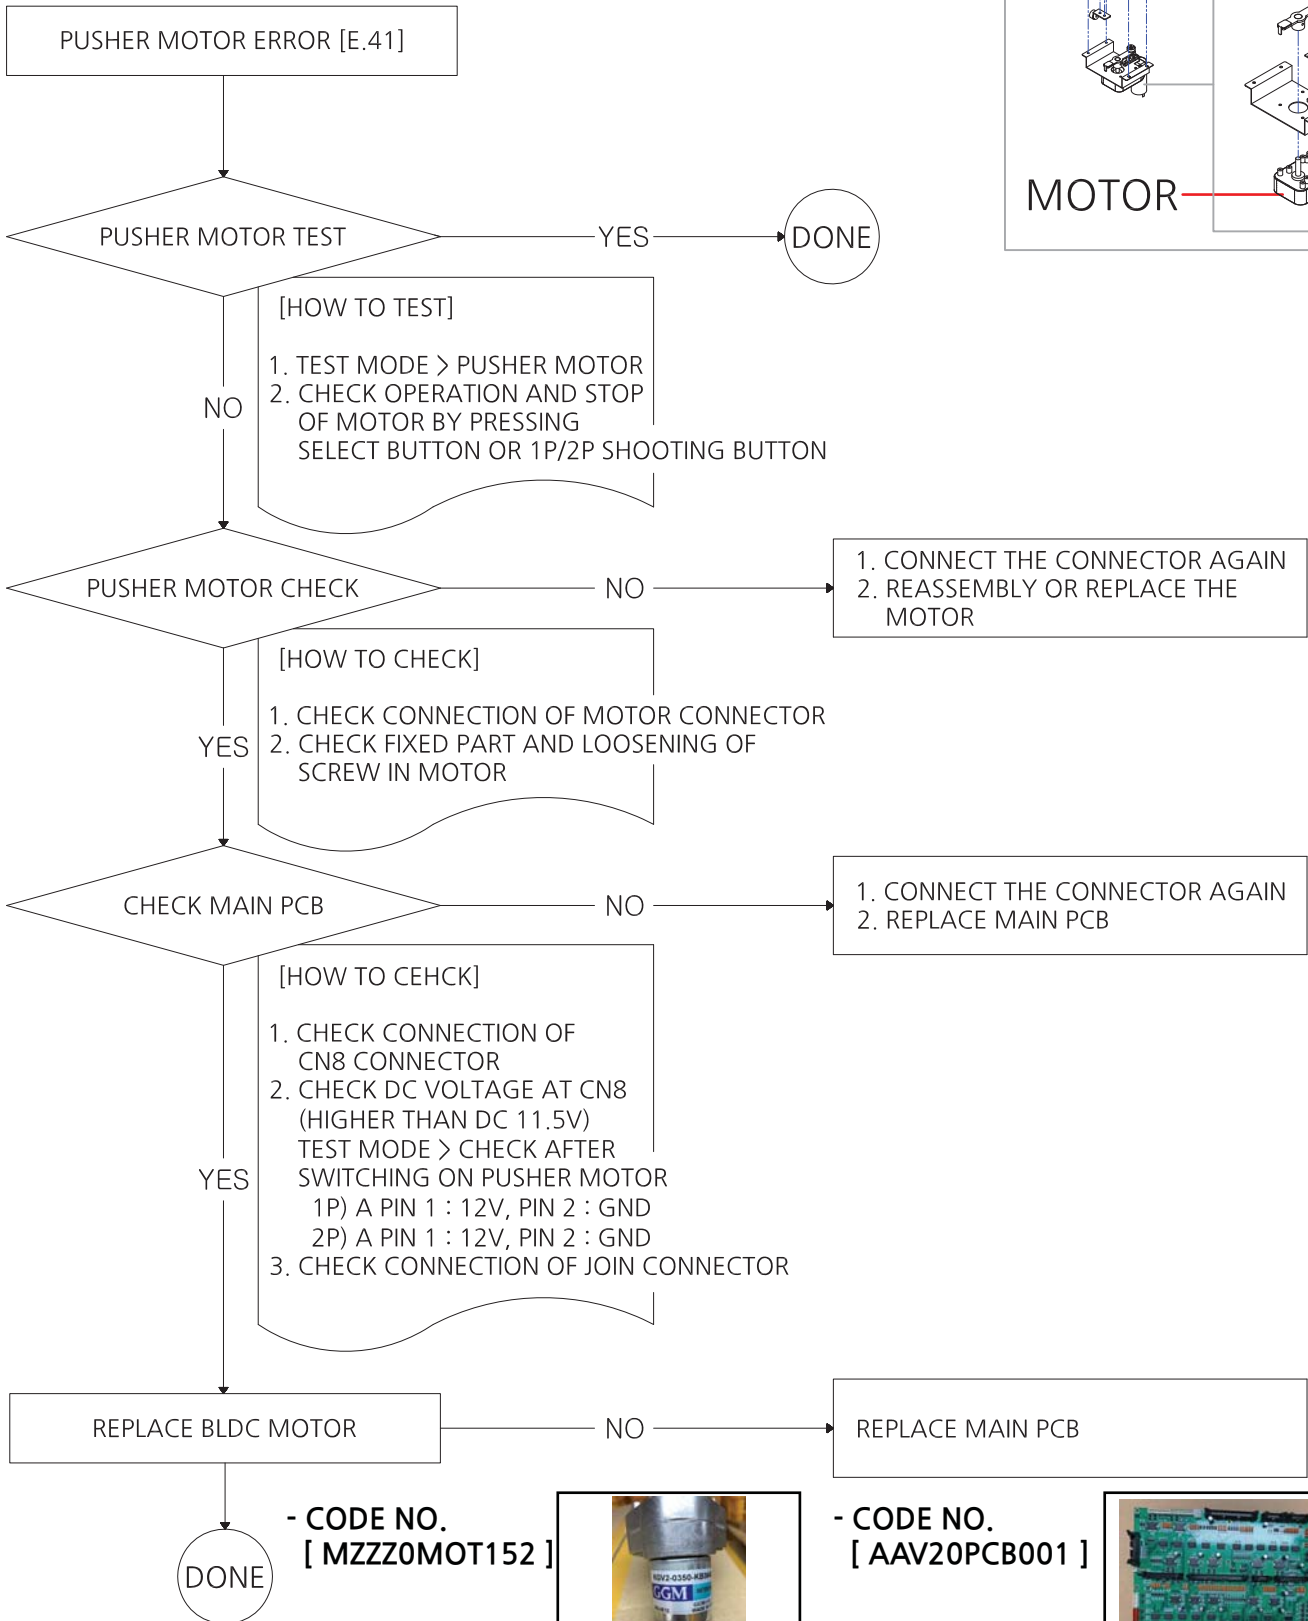 PUSHER MOTOR ERROR [E.41]
MOTOR
PUSHER MOTOR TEST
YES
DONE
[HOW TO TEST]
1. TEST MODE > PUSHER MOTOR
2. CHECK OPERATION AND STOP
OF MOTOR BY PRESSING
SELECT BUTTON OR 1P/2P SHOOTING BUTTON
NO
PUSHER MOTOR CHECK
NO
1. CONNECT THE CONNECTOR AGAIN
2. REASSEMBLY OR REPLACE THE
MOTOR
[HOW TO CHECK]
1. CHECK CONNECTION OF MOTOR CONNECTOR
2. CHECK FIXED PART AND LOOSENING OF
SCREW IN MOTOR
YES
CHECK MAIN PCB
NO
1. CONNECT THE CONNECTOR AGAIN
2. REPLACE MAIN PCB
[HOW TO CEHCK]
1. CHECK CONNECTION OF
CN8 CONNECTOR
2. CHECK DC VOLTAGE AT CN8
(HIGHER THAN DC 11.5V)
TEST MODE > CHECK AFTER
SWITCHING ON PUSHER MOTOR
1P) A PIN 1 : 12V, PIN 2 : GND
2P) A PIN 1 : 12V, PIN 2 : GND
3. CHECK CONNECTION OF JOIN CONNECTOR
YES
REPLACE BLDC MOTOR
NO
REPLACE MAIN PCB
DONE
- CODE NO.
[ MZZZ0MOT152 ]
GGM
- CODE NO.
[ AAV20PCB001 ]